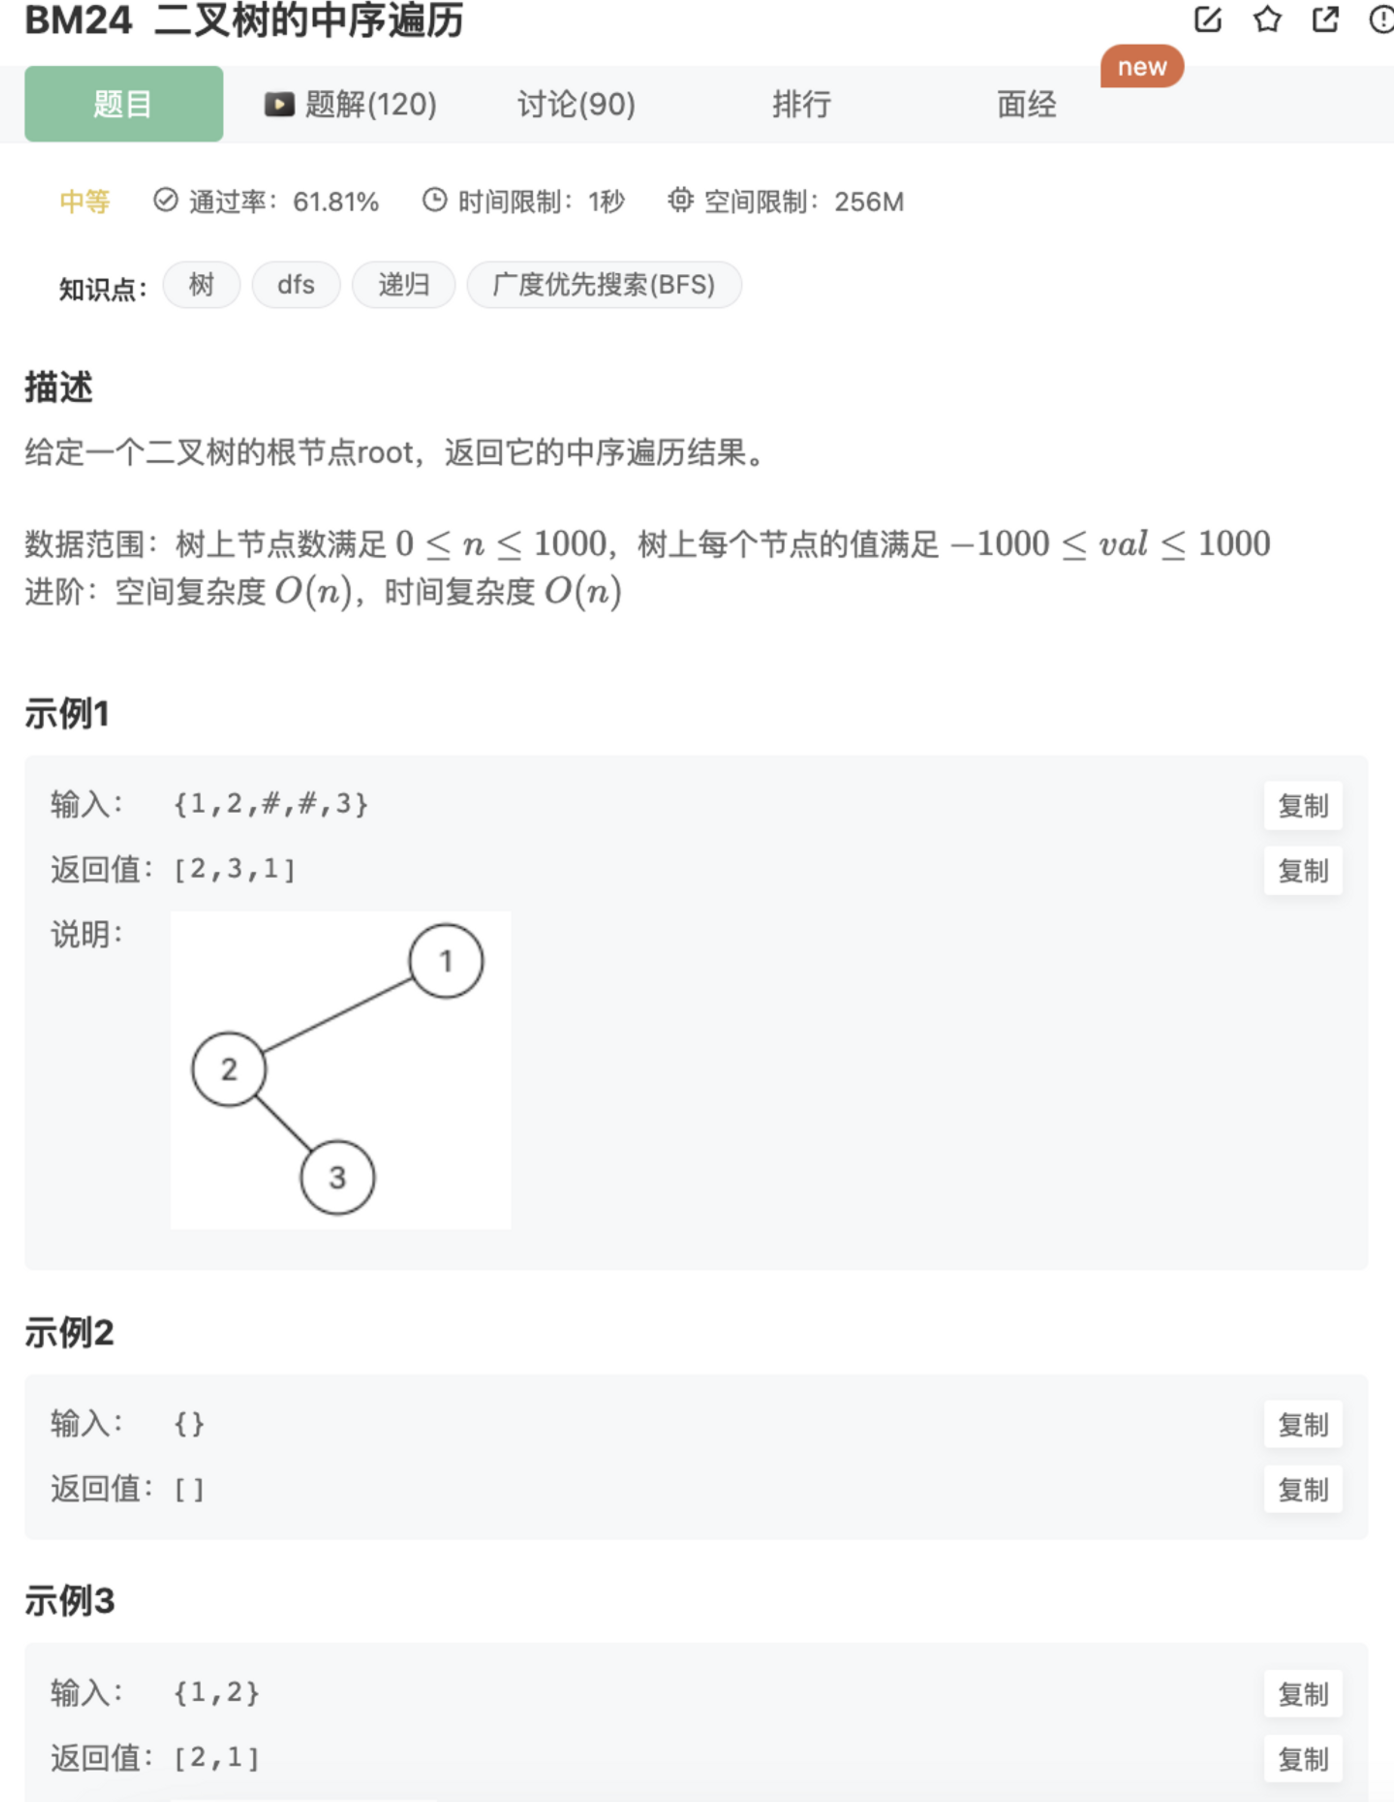 BM24 二叉树的中序遍历
new
题目 题解(120) 讨论(90) 排行 面经
中等 通过率：61.81% 时间限制：1秒 空间限制：256M
知识点： 树 dfs 递归 广度优先搜索(BFS)
描述
给定一个二叉树的根节点root，返回它的中序遍历结果。
数据范围：树上节点数满足 0 ≤ n ≤ 1000，树上每个节点的值满足 −1000 ≤ val ≤ 1000
进阶：空间复杂度 O(n)，时间复杂度 O(n)
示例1
输入： {1,2,#,#,3} 复制
返回值：[2,3,1] 复制
说明：
1
2
3
示例2
输入： {} 复制
返回值：[] 复制
示例3
输入： {1,2} 复制
返回值：[2,1] 复制